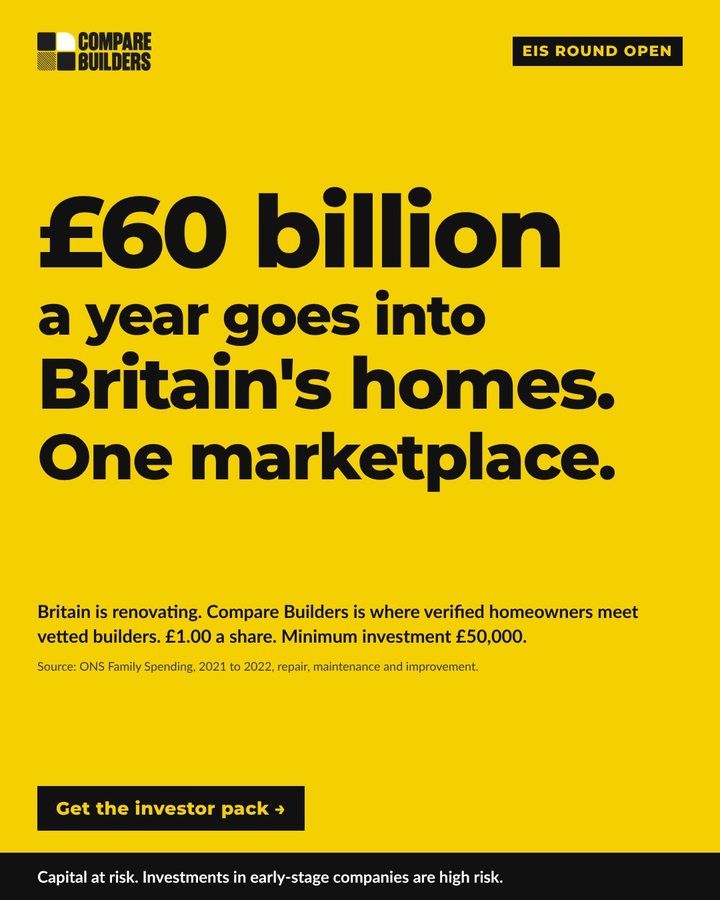 COMPARE
BUILDERS
EIS ROUND OPEN
£60 billion
a year goes into
Britain's homes.
One marketplace.
Britain is renovating. Compare Builders is where verified homeowners meet
vetted builders. £1.00 a share. Minimum investment £50,000.
Source: ONS Family Spending, 2021 to 2022, repair, maintenance and improvement.
Get the investor pack →
Capital at risk. Investments in early-stage companies are high risk.